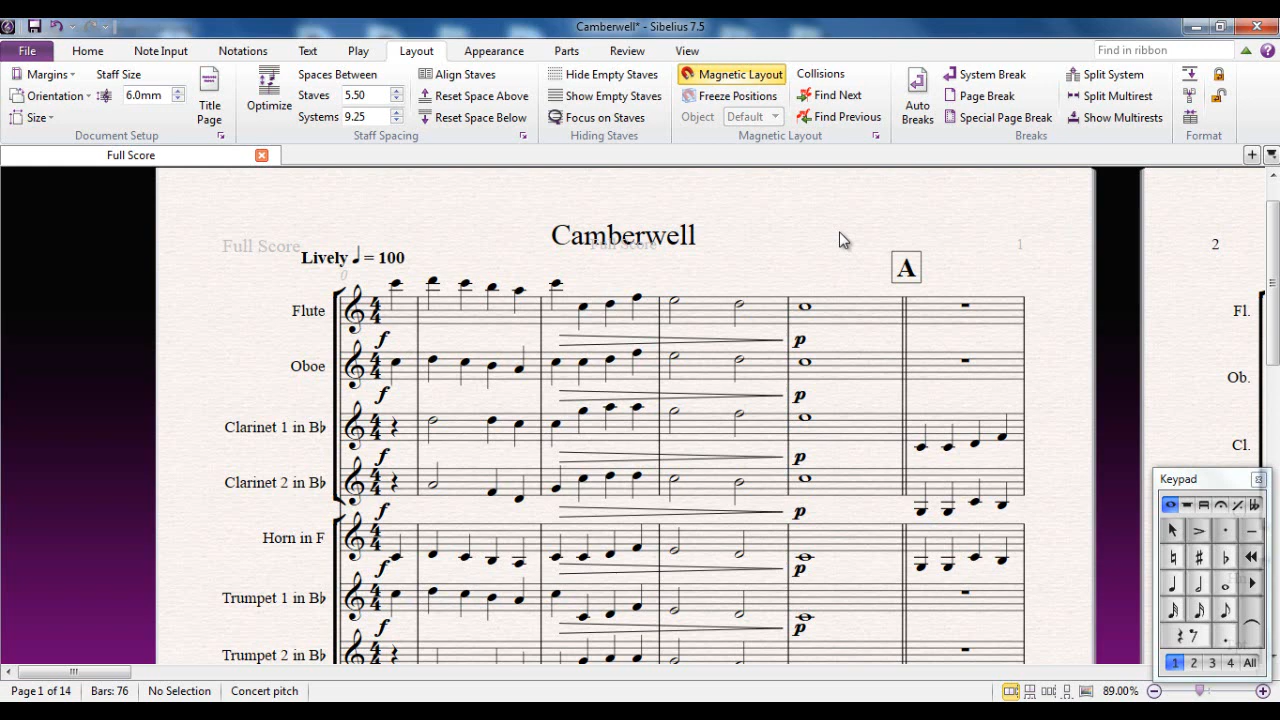 Camberwell* - Sibelius 7.5
File Home Note Input Notations Text Play Layout Appearance Parts Review View Find in ribbon
Margins Staff Size Spaces Between Align Staves Hide Empty Staves Magnetic Layout Collisions System Break Split System
Orientation 6.0mm Title Page Optimize Staves 5.50 Reset Space Above Show Empty Staves Freeze Positions Find Next Auto Breaks Page Break Split Multirest
Size Systems 9.25 Reset Space Below Focus on Staves Object Default Find Previous Special Page Break Show Multirests
Document Setup Staff Spacing Hiding Staves Magnetic Layout Breaks Format
Full Score
Camberwell
Full Score Full Score 1 2
Lively = 100
0
A
Flute Fl.
f p
Oboe Ob.
f p
Clarinet 1 in B♭ Cl.
f p
Clarinet 2 in B♭
f p
Keypad
Horn in F
f p
Trumpet 1 in B♭
f p
Trumpet 2 in B♭
1 2 3 4 All
Page 1 of 14 Bars: 76 No Selection Concert pitch 89.00%